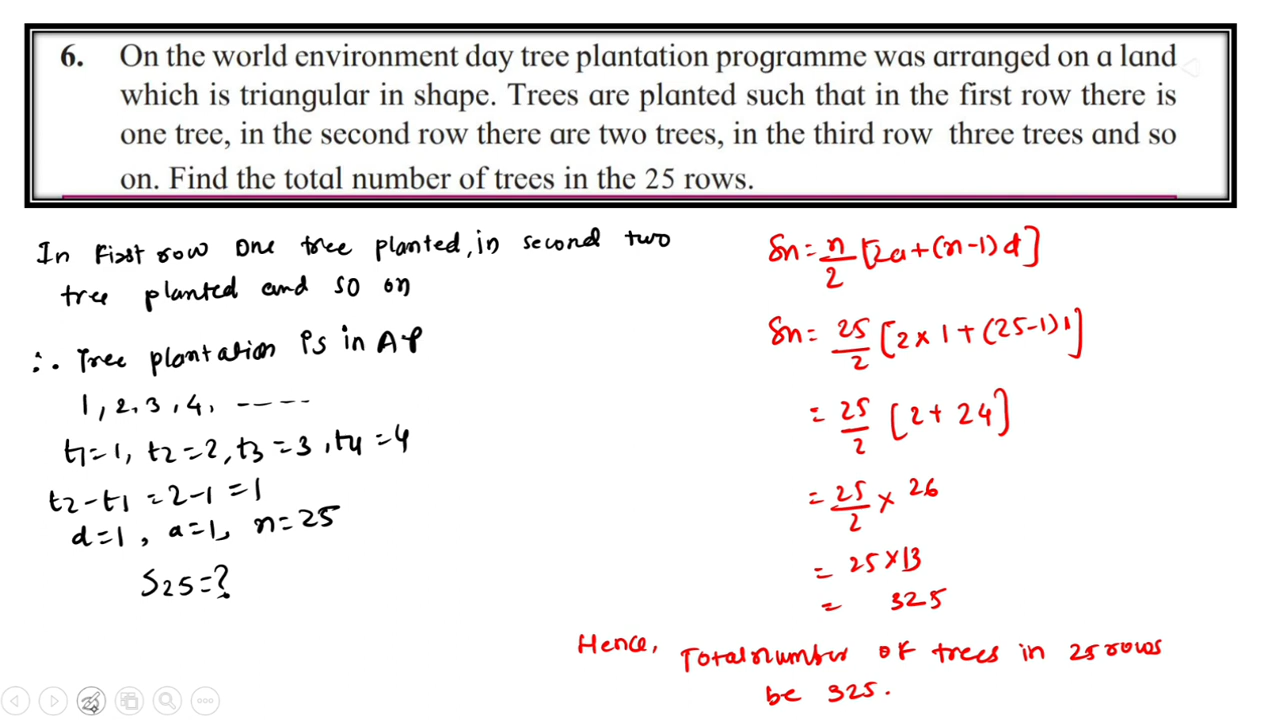 6. On the world environment day tree plantation programme was arranged on a land
which is triangular in shape. Trees are planted such that in the first row there is
one tree, in the second row there are two trees, in the third row three trees and so
on. Find the total number of trees in the 25 rows.
In First row one tree planted, in second two
tree planted and so on
∴ Tree plantation is in AP
1, 2, 3, 4, -----
t1=1, t2=2, t3=3, t4=4
t2-t1 = 2-1 = 1
d=1, a=1, n=25
S25=?
Sn = n/2 [2a+(n-1)d]
Sn = 25/2 [2×1+(25-1)1]
= 25/2 [2+24]
= 25/2 × 26
= 25×13
= 325
Hence, Total number of trees in 25 rows
be 325.